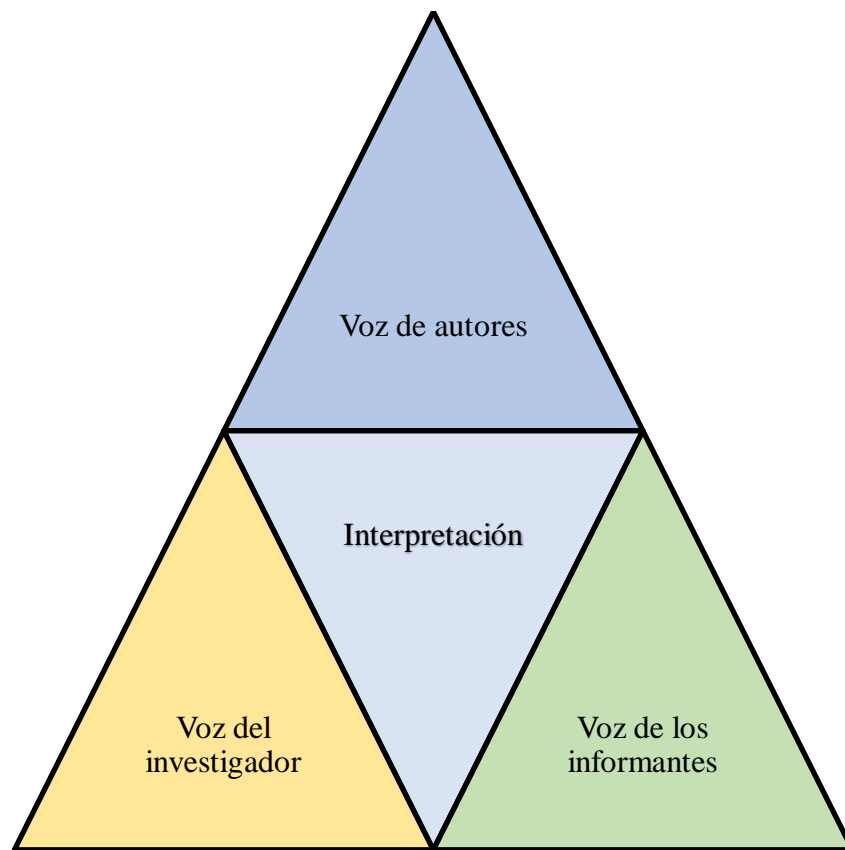 Voz de autores
Interpretación
Voz del
investigador
Voz de los
informantes